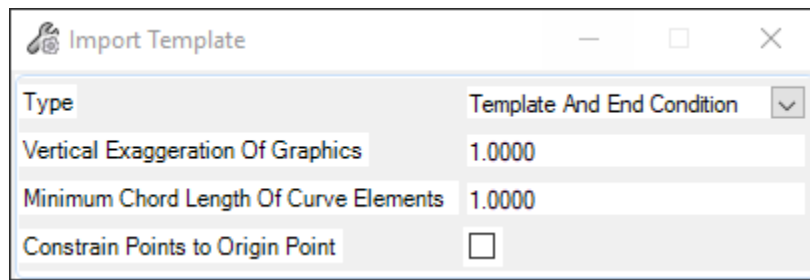 Import Template
Type Template And End Condition
Vertical Exaggeration Of Graphics 1.0000
Minimum Chord Length Of Curve Elements 1.0000
Constrain Points to Origin Point